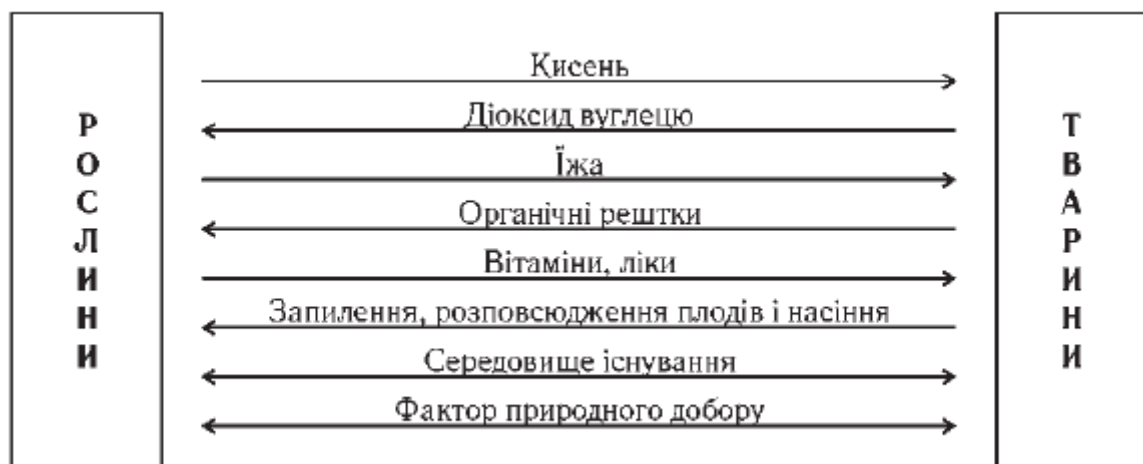 РОСЛИНИ
Кисень
Діоксид вуглецю
Їжа
Органічні рештки
Вітаміни, ліки
Запилення, розповсюдження плодів і насіння
Середовище існування
Фактор природного добору
ТВАРИНИ